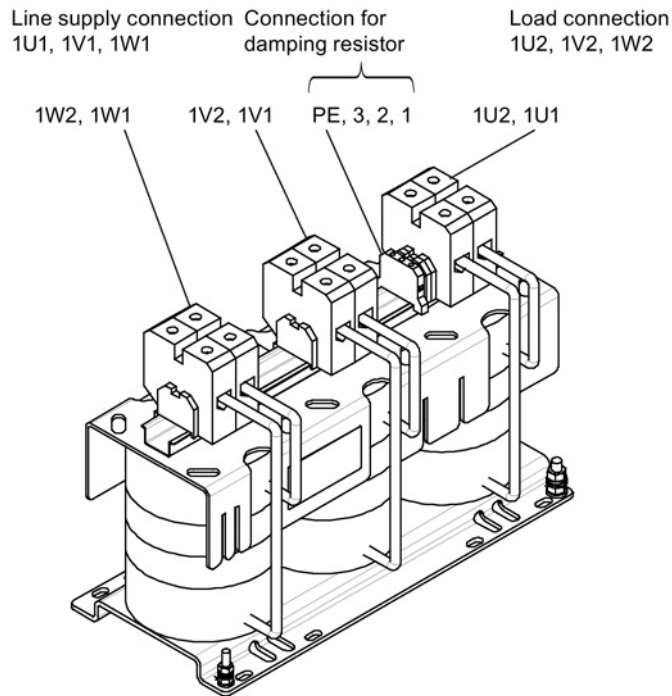 Line supply connection
1U1, 1V1, 1W1
Connection for
damping resistor
Load connection
1U2, 1V2, 1W2
1W2, 1W1
1V2, 1V1
PE, 3, 2, 1
1U2, 1U1